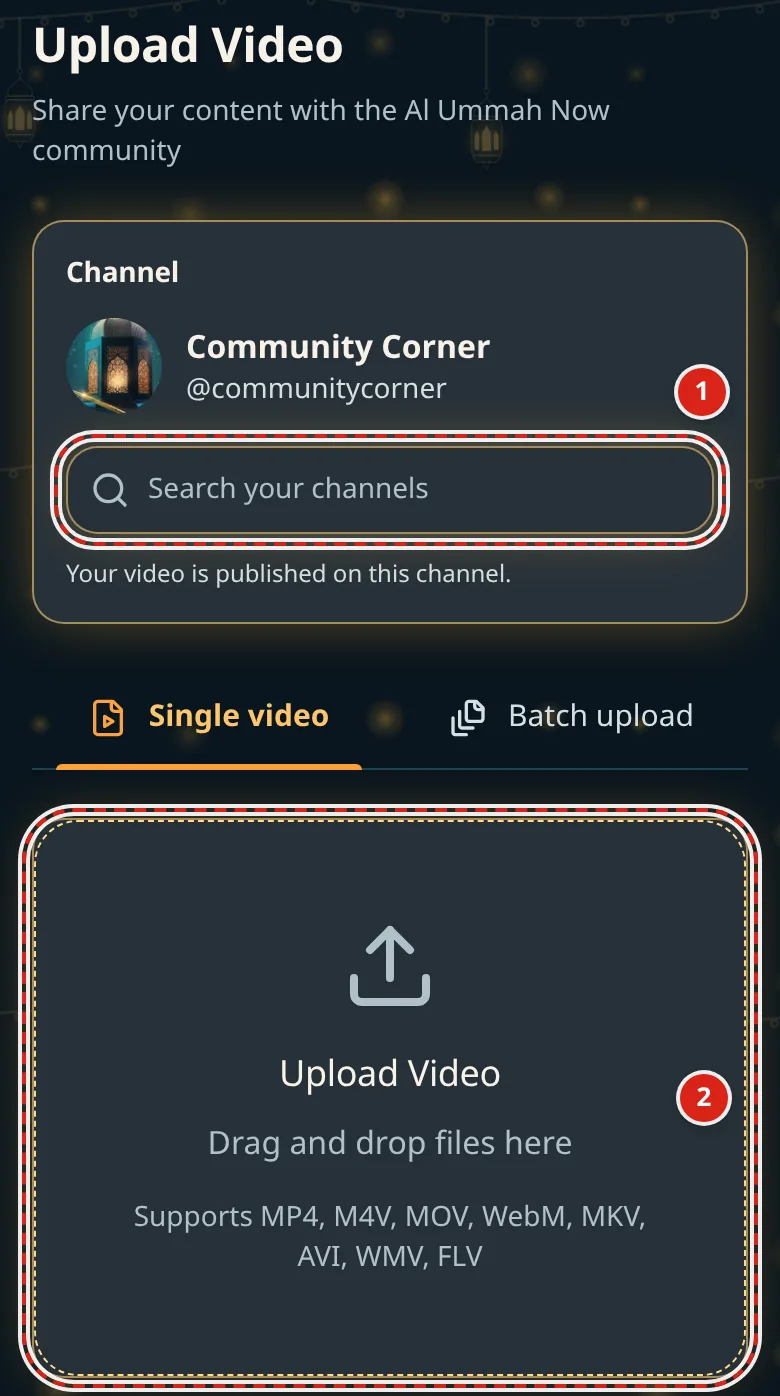 Upload Video
Share your content with the Al Ummah Now
community
Channel
Community Corner
@communitycorner
1
Search your channels
Your video is published on this channel.
Single video
Batch upload
Upload Video
2
Drag and drop files here
Supports MP4, M4V, MOV, WebM, MKV,
AVI, WMV, FLV